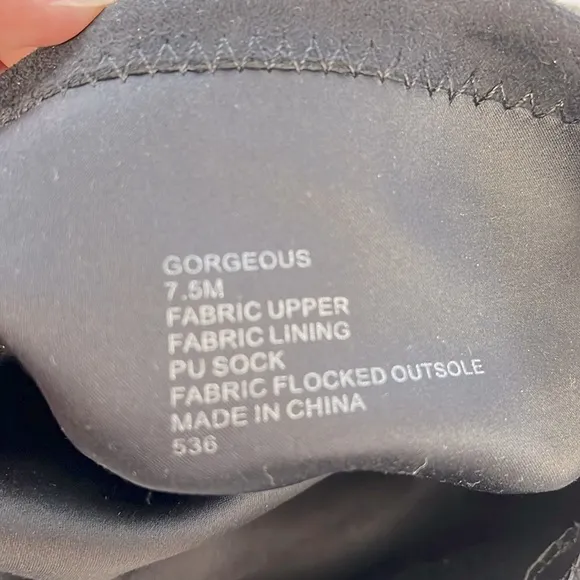 GORGEOUS
7.5M
FABRIC UPPER
FABRIC LINING
PU SOCK
FABRIC FLOCKED OUTSOLE
MADE IN CHINA
536